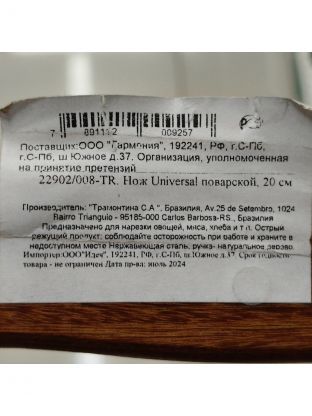 7 891112 009257
Поставщик:ООО "Гармония", 192241, РФ, г.С-Пб,
г.С-Пб, ш Южное д.37, Организация, уполномоченная
на принятие претензий
22902/008-TR. Нож Universal поварской, 20 см
Производитель: "Трамонтина С.А ", Бразилия, Av.25 de Setembro, 1024
Bairro Triangulo - 95185-000 Carlos Barbosa-RS., Бразилия
Предназначено для нарезки овощей, мяса, хлеба и т.п. Острый
режущий продукт: соблюдайте осторожность при работе и храните в
недоступном месте Нержавеющая сталь, ручка- натуральное дерево.
Импортер:ООО"Идея", 192241, РФ, г.С-Пб, ш.Южное д.37. Срок годности
товара - не ограничен Дата пр-ва: июль 2024